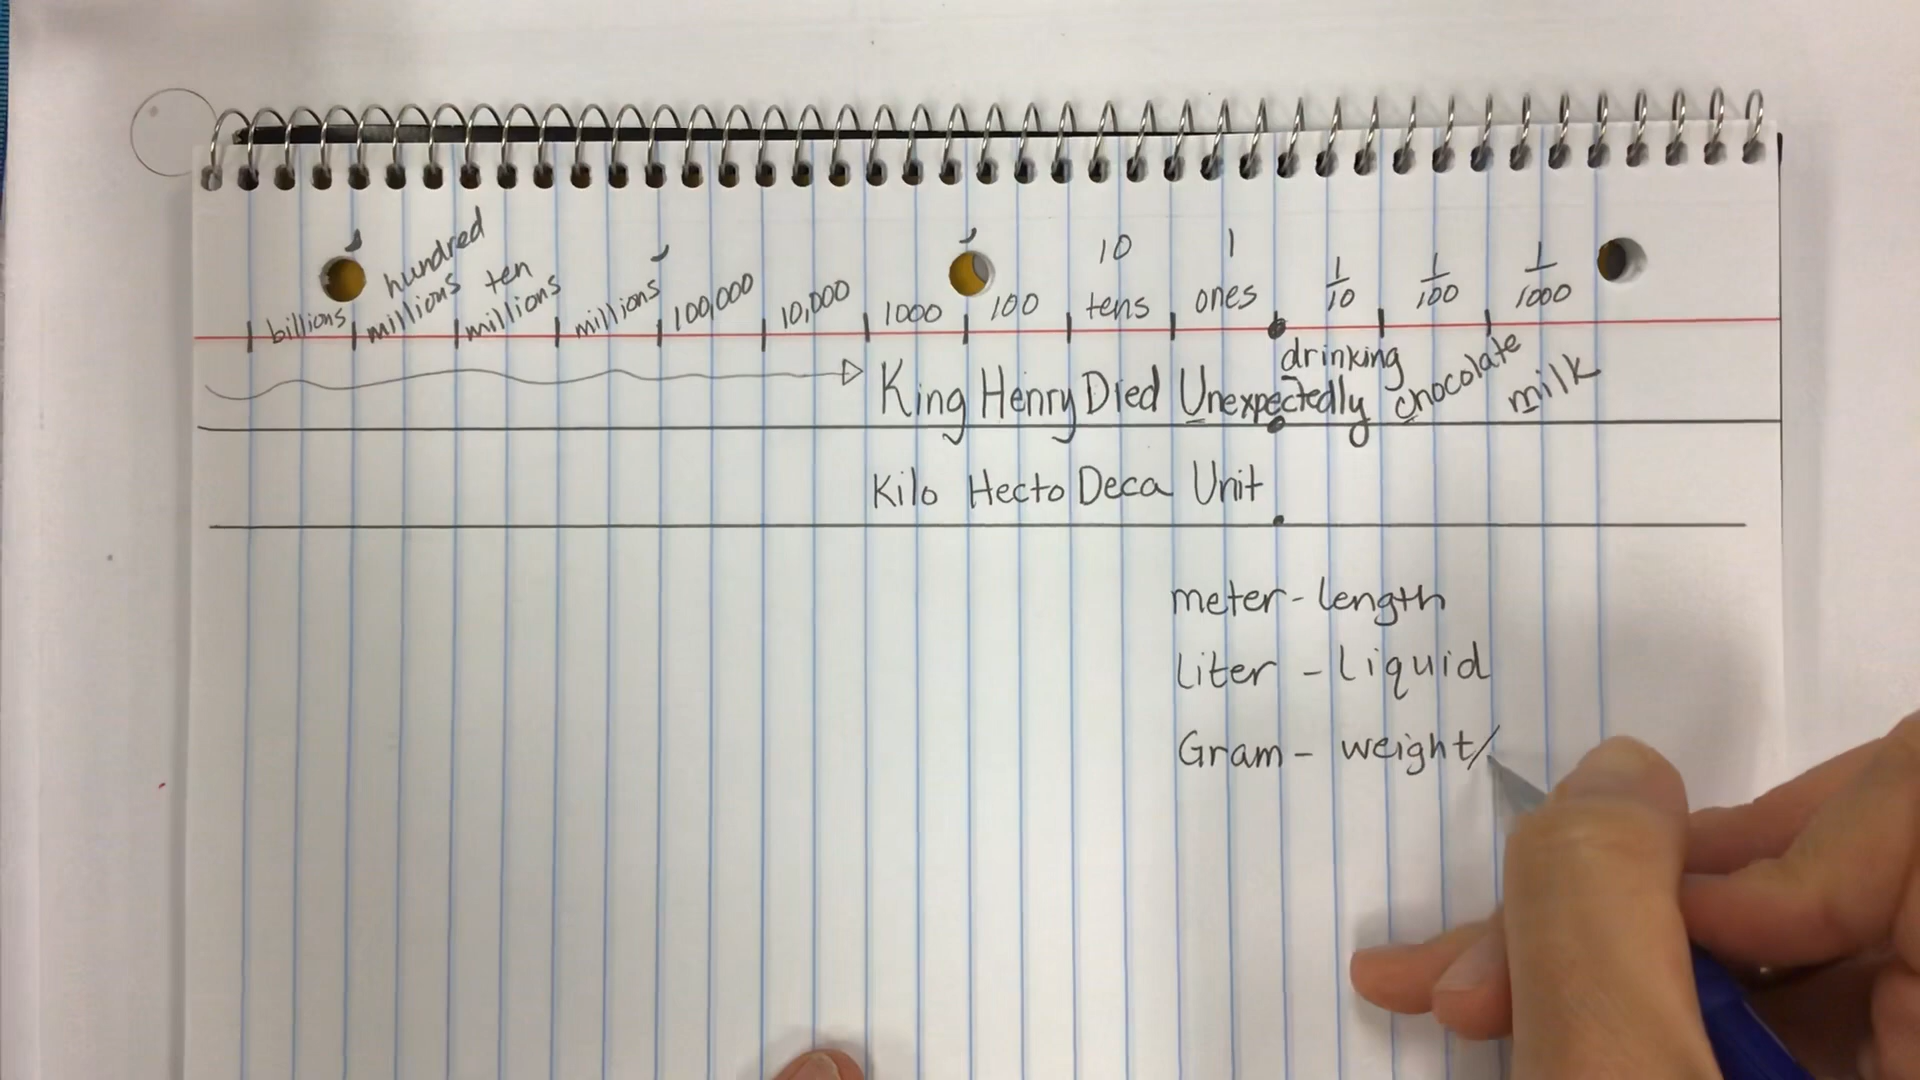 hundred ten 10 1
billions millions millions millions 100,000 10,000 1000 100 tens ones 1/10 1/100 1/1000
King Henry Died Unexpectedly drinking chocolate milk
Kilo Hecto Deca Unit
meter - length
Liter - Liquid
Gram - weight/